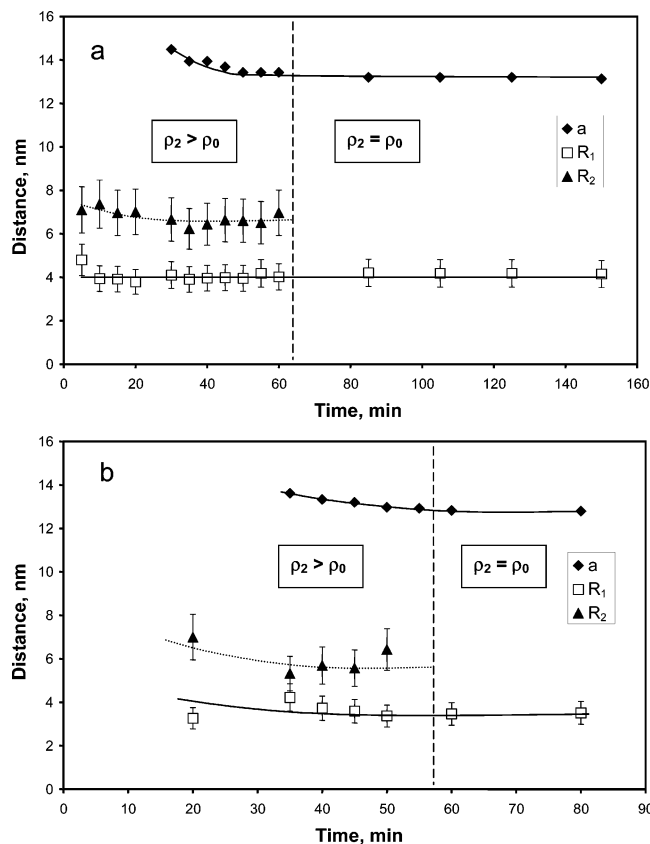 a
16
14
12
10
8
6
4
2
0
Distance, nm
ρ2 > ρ0
ρ2 = ρ0
a
R1
R2
0 20 40 60 80 100 120 140 160
Time, min
b
16
14
12
10
8
6
4
2
0
Distance, nm
ρ2 > ρ0
ρ2 = ρ0
a
R1
R2
0 10 20 30 40 50 60 70 80 90
Time, min